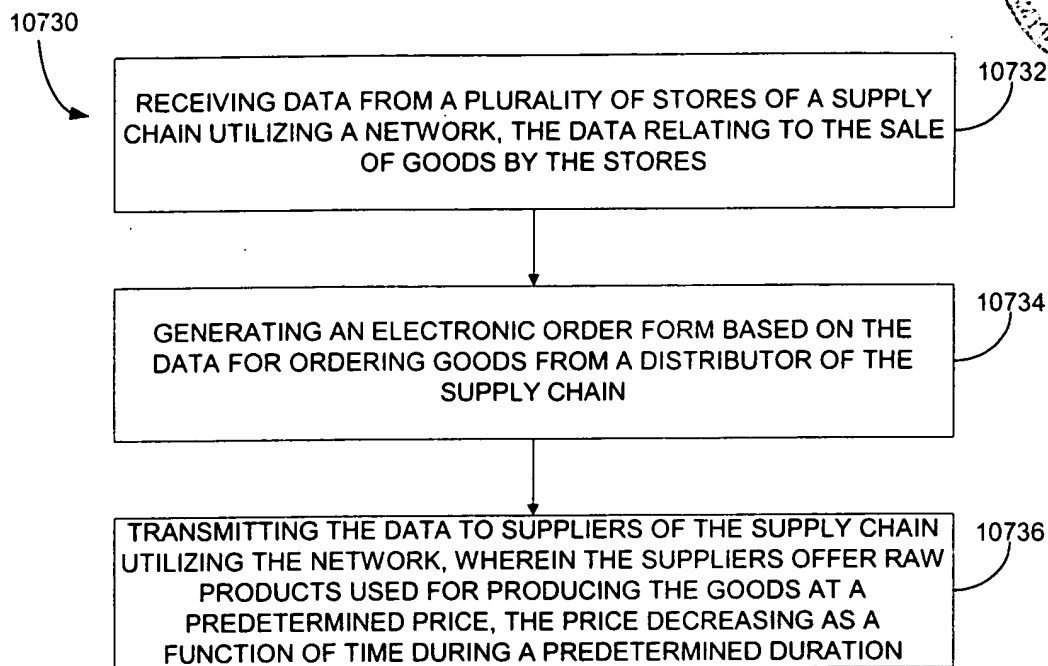 10730
10732
RECEIVING DATA FROM A PLURALITY OF STORES OF A SUPPLY
CHAIN UTILIZING A NETWORK, THE DATA RELATING TO THE SALE
OF GOODS BY THE STORES
10734
GENERATING AN ELECTRONIC ORDER FORM BASED ON THE
DATA FOR ORDERING GOODS FROM A DISTRIBUTOR OF THE
SUPPLY CHAIN
10736
TRANSMITTING THE DATA TO SUPPLIERS OF THE SUPPLY CHAIN
UTILIZING THE NETWORK, WHEREIN THE SUPPLIERS OFFER RAW
PRODUCTS USED FOR PRODUCING THE GOODS AT A
PREDETERMINED PRICE, THE PRICE DECREASING AS A
FUNCTION OF TIME DURING A PREDETERMINED DURATION